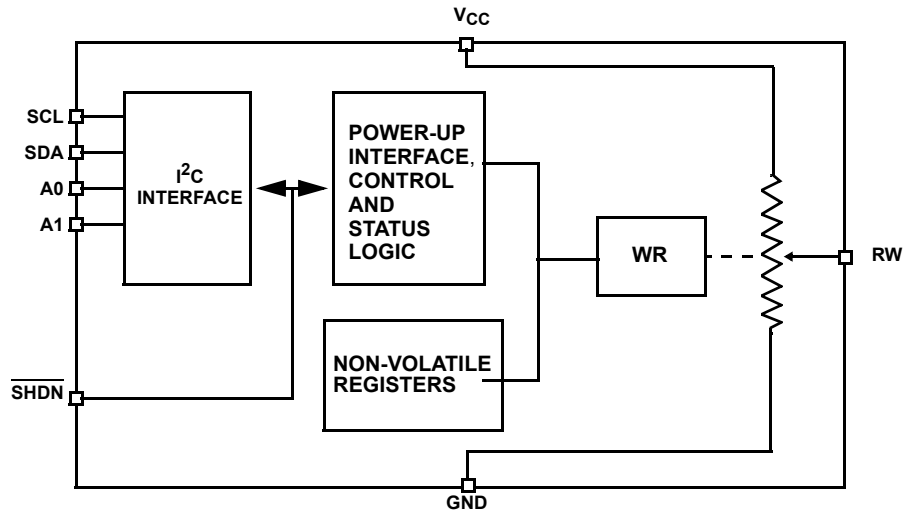 VCC
SCL
SDA
A0
A1
I2C
INTERFACE
POWER-UP
INTERFACE,
CONTROL
AND
STATUS
LOGIC
WR
RW
NON-VOLATILE
REGISTERS
SHDN
GND